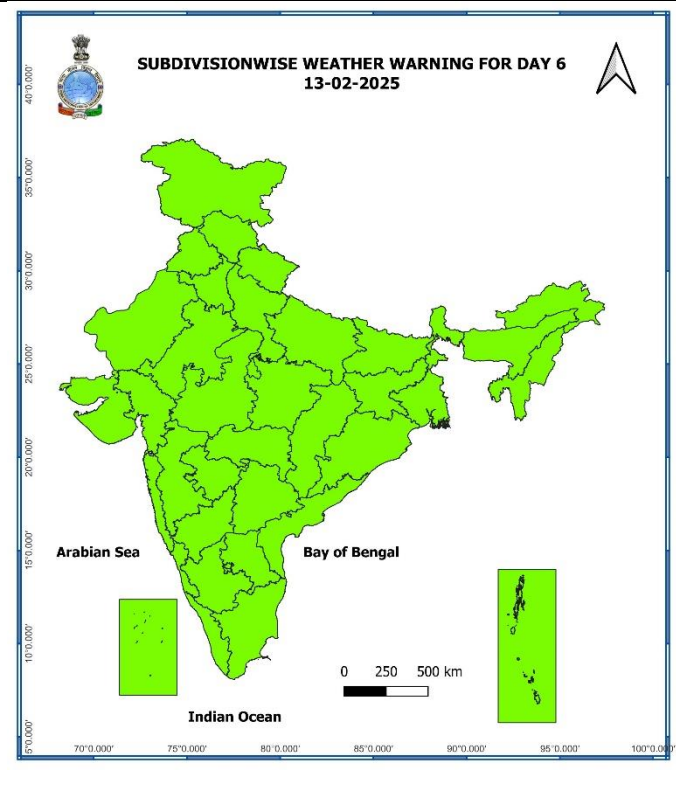 SUBDIVISIONWISE WEATHER WARNING FOR DAY 6
13-02-2025
40°0.000'
35°0.000'
30°0.000'
25°0.000'
20°0.000'
15°0.000'
10°0.000'
5°0.000'
Arabian Sea
Bay of Bengal
0 250 500 km
Indian Ocean
70°0.000' 75°0.000' 80°0.000' 85°0.000' 90°0.000' 95°0.000' 100°0.000'